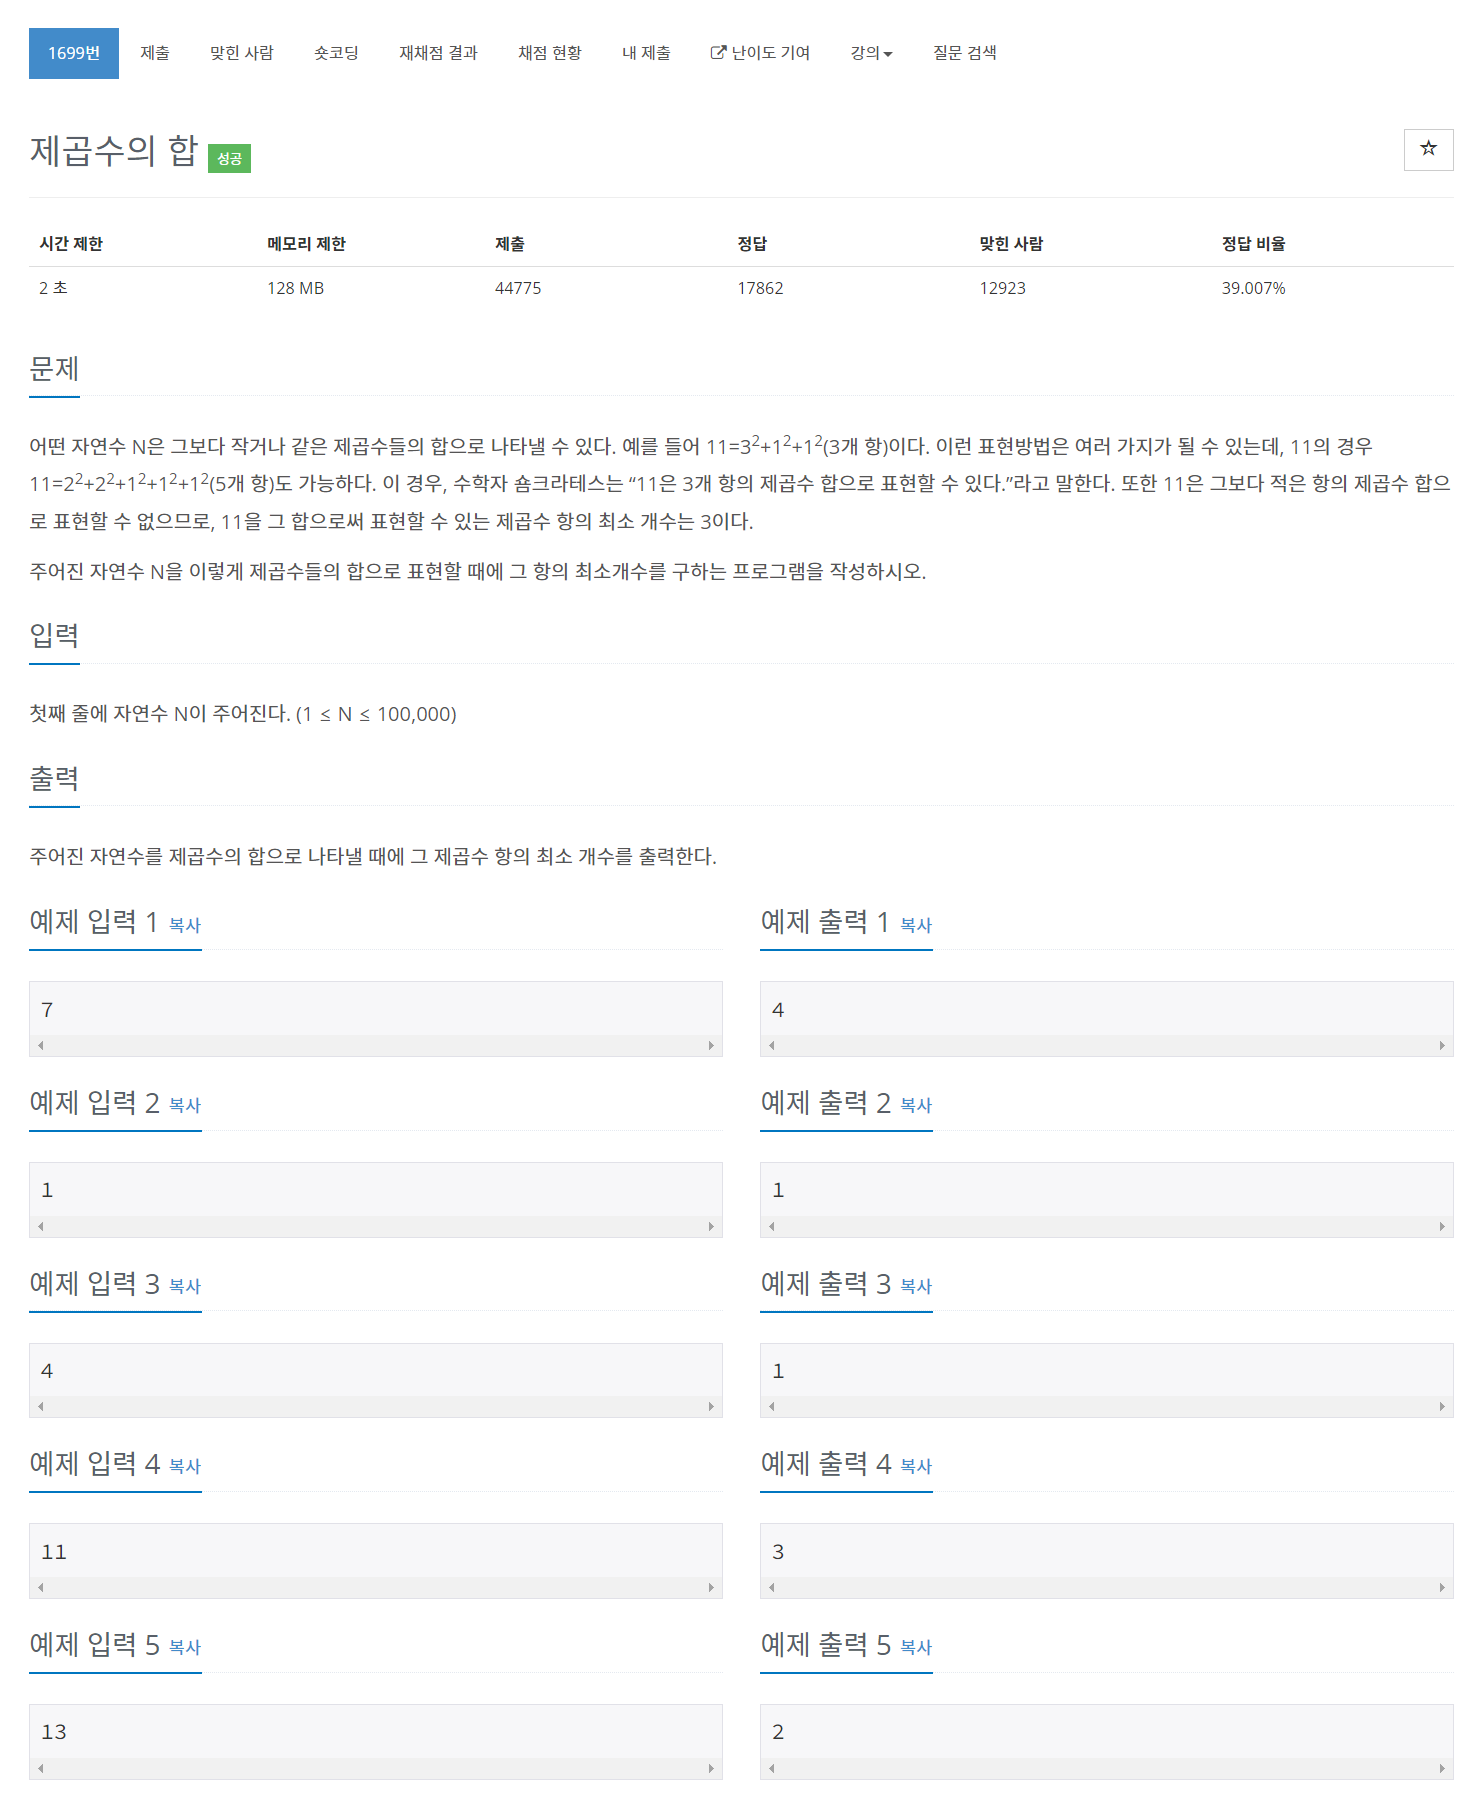 1699번 제출 맞힌 사람 숏코딩 재채점 결과 채점 현황 내 제출 난이도 기여 강의 질문 검색
제곱수의 합 성공
시간 제한 메모리 제한 제출 정답 맞힌 사람 정답 비율
2 초 128 MB 44775 17862 12923 39.007%
문제
어떤 자연수 N은 그보다 작거나 같은 제곱수들의 합으로 나타낼 수 있다. 예를 들어 11=3²+1²+1²(3개 항)이다. 이런 표현방법은 여러 가지가 될 수 있는데, 11의 경우
11=2²+2²+1²+1²+1²(5개 항)도 가능하다. 이 경우, 수학자 숌크라테스는 “11은 3개 항의 제곱수 합으로 표현할 수 있다.”라고 말한다. 또한 11은 그보다 적은 항의 제곱수 합으
로 표현할 수 없으므로, 11을 그 합으로써 표현할 수 있는 제곱수 항의 최소 개수는 3이다.
주어진 자연수 N을 이렇게 제곱수들의 합으로 표현할 때에 그 항의 최소개수를 구하는 프로그램을 작성하시오.
입력
첫째 줄에 자연수 N이 주어진다. (1 ≤ N ≤ 100,000)
출력
주어진 자연수를 제곱수의 합으로 나타낼 때에 그 제곱수 항의 최소 개수를 출력한다.
예제 입력 1 복사 예제 출력 1 복사
7 4
예제 입력 2 복사 예제 출력 2 복사
1 1
예제 입력 3 복사 예제 출력 3 복사
4 1
예제 입력 4 복사 예제 출력 4 복사
11 3
예제 입력 5 복사 예제 출력 5 복사
13 2